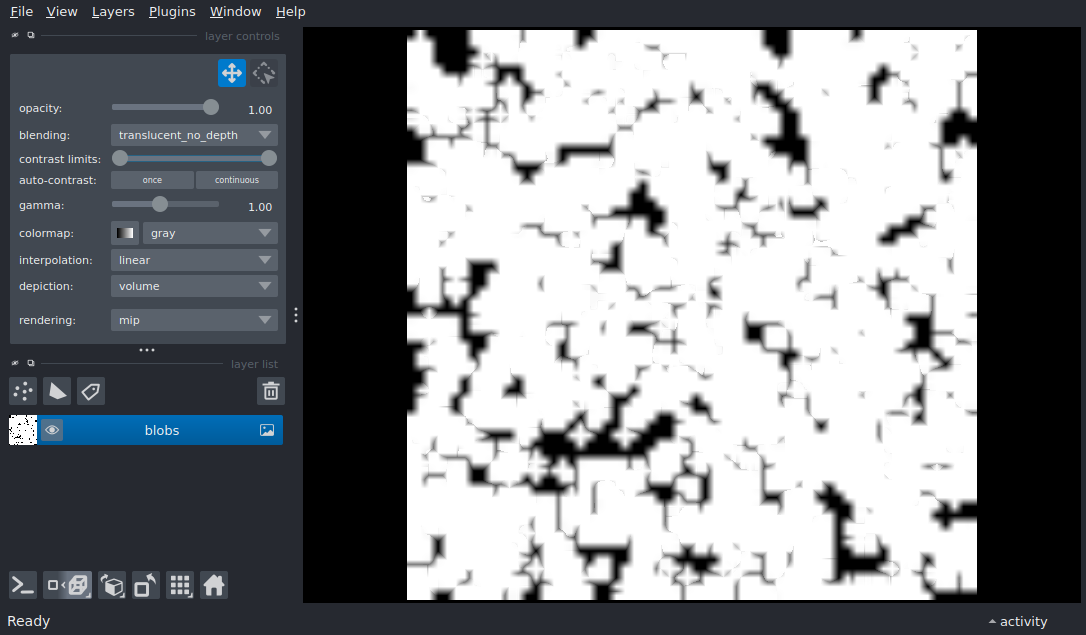 File View Layers Plugins Window Help
layer controls
opacity: 1.00
blending: translucent_no_depth
contrast limits:
auto-contrast: once continuous
gamma: 1.00
colormap: gray
interpolation: linear
depiction: volume
rendering: mip
layer list
blobs
Ready activity